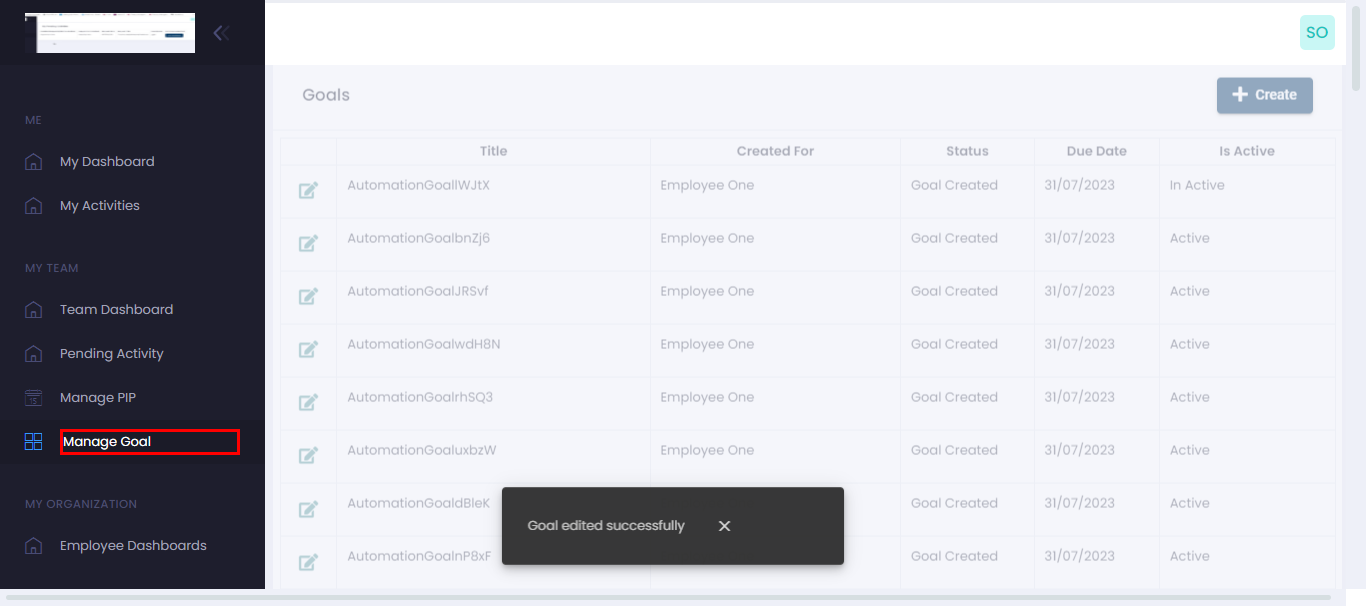 SO
ME
My Dashboard
My Activities
MY TEAM
Team Dashboard
Pending Activity
Manage PIP
Manage Goal
MY ORGANIZATION
Employee Dashboards
Goals
Create
Title Created For Status Due Date Is Active
AutomationGoallWJtX Employee One Goal Created 31/07/2023 In Active
AutomationGoalbnZj6 Employee One Goal Created 31/07/2023 Active
AutomationGoalJRSvf Employee One Goal Created 31/07/2023 Active
AutomationGoalwdH8N Employee One Goal Created 31/07/2023 Active
AutomationGoalrhSQ3 Employee One Goal Created 31/07/2023 Active
AutomationGoaluxbzW Employee One Goal Created 31/07/2023 Active
AutomationGoaldBleK Goal Created 31/07/2023 Active
AutomationGoalnP8xF Goal Created 31/07/2023 Active
Goal edited successfully